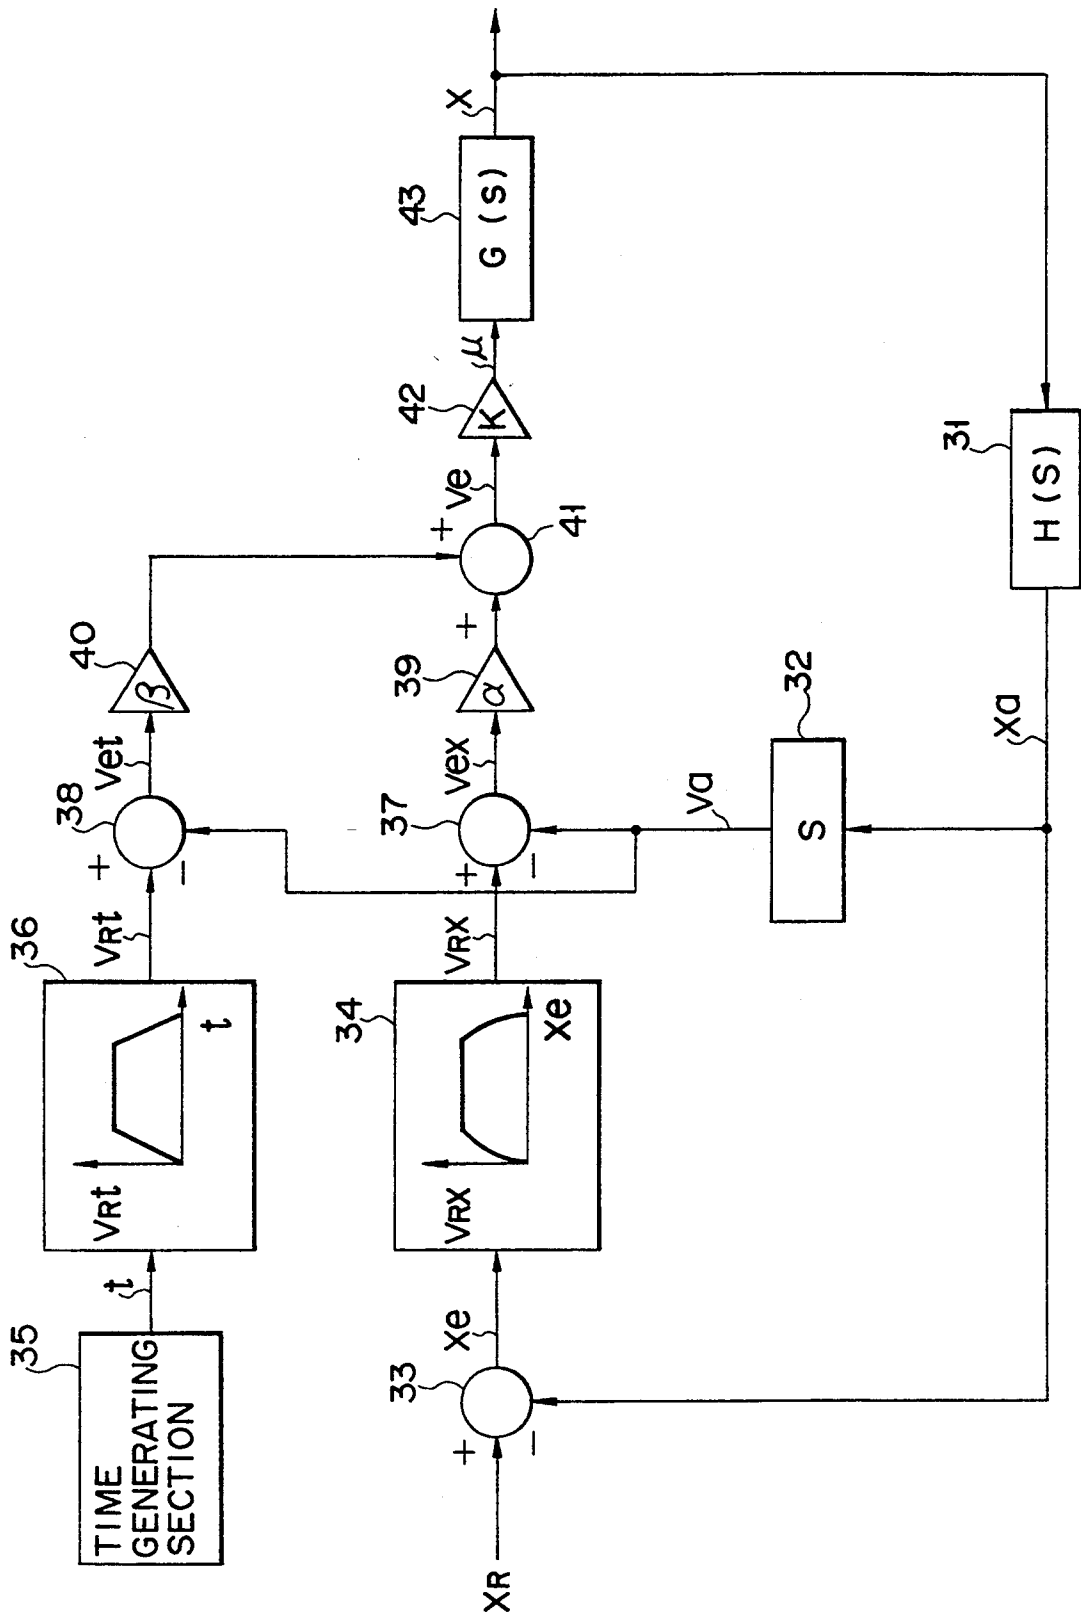 35
TIME
GENERATING
SECTION
t
36
VRt
t
VRt
+
−
38
Vet
40
β
XR
+
−
33
Xe
34
VRX
Xe
VRX
+
−
37
Vex
39
α
+
+
41
Ve
42
K
μ
43
G (S)
X
Va
32
S
Xa
31
H (S)